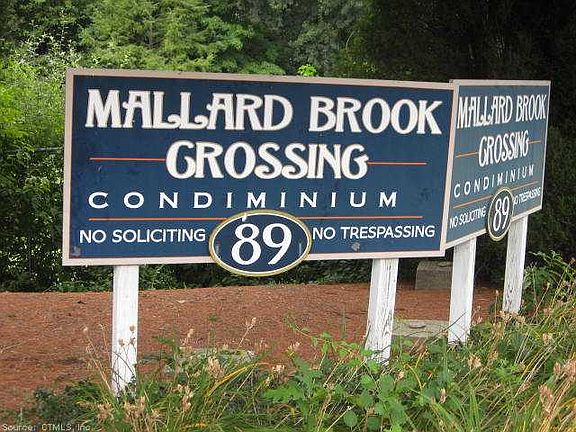 MALLARD BROOK
CROSSING
CONDIMINIUM
NO SOLICITING 89 NO TRESPASSING
MALLARD BROOK
CROSSING
CONDIMINIUM
NO SOLICITING 89 NO TRESPASSING
Source: CTMLS, Inc